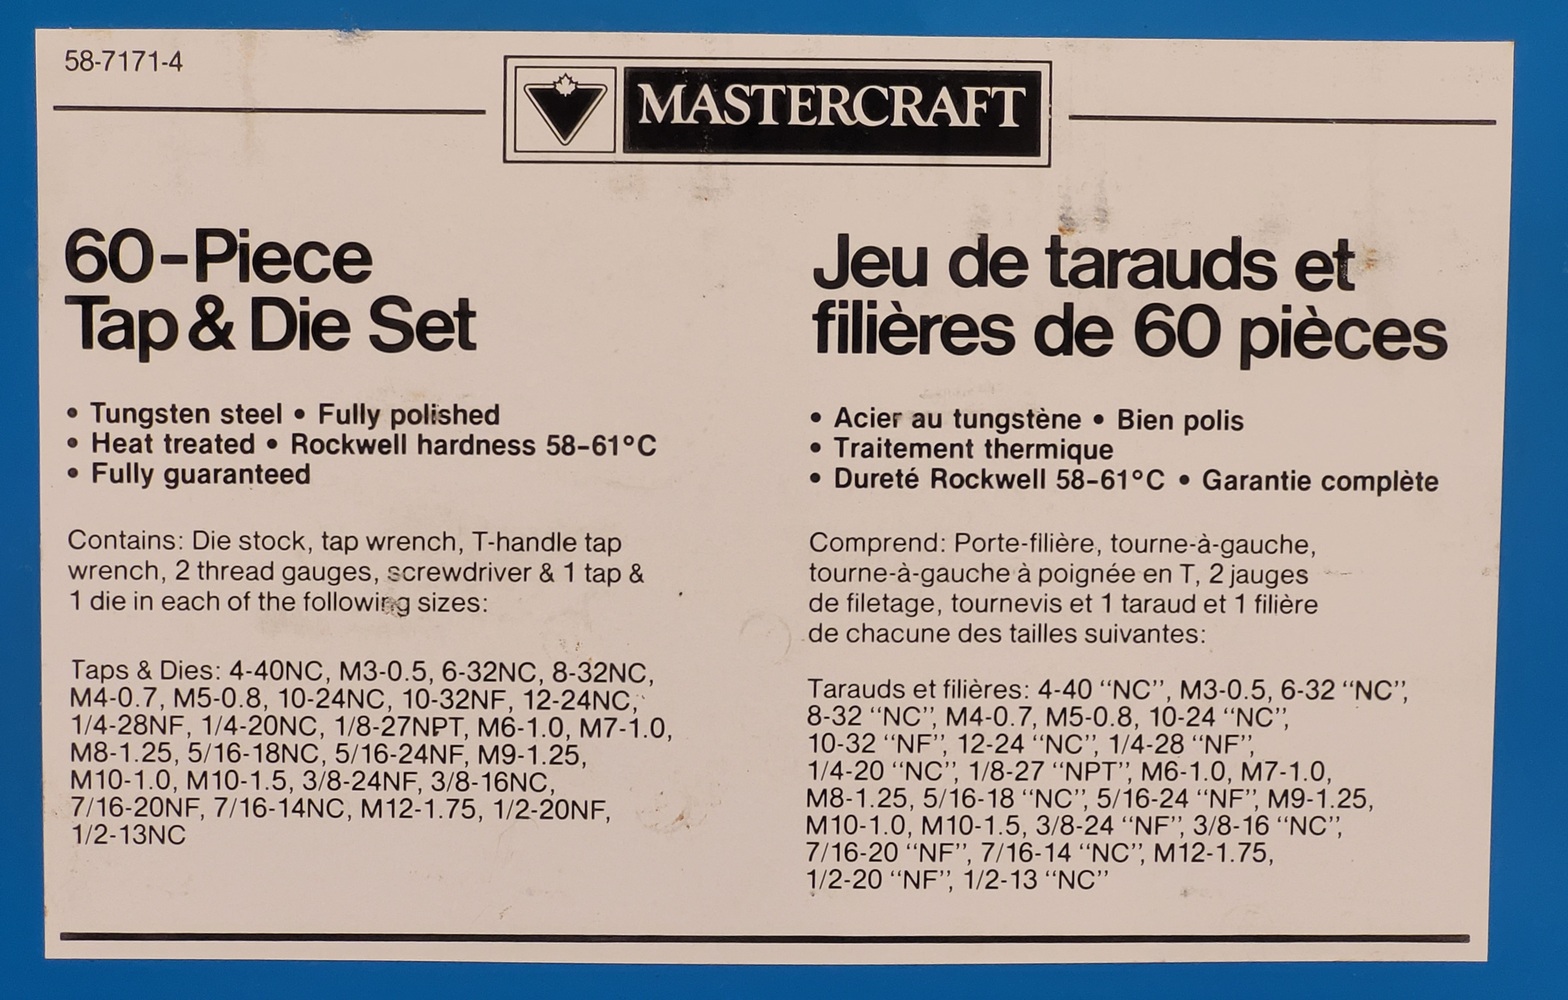 58-7171-4
MASTERCRAFT
60-Piece
Tap & Die Set
• Tungsten steel • Fully polished
• Heat treated • Rockwell hardness 58-61°C
• Fully guaranteed
Contains: Die stock, tap wrench, T-handle tap
wrench, 2 thread gauges, screwdriver & 1 tap &
1 die in each of the following sizes:
Taps & Dies: 4-40NC, M3-0.5, 6-32NC, 8-32NC,
M4-0.7, M5-0.8, 10-24NC, 10-32NF, 12-24NC,
1/4-28NF, 1/4-20NC, 1/8-27NPT, M6-1.0, M7-1.0,
M8-1.25, 5/16-18NC, 5/16-24NF, M9-1.25,
M10-1.0, M10-1.5, 3/8-24NF, 3/8-16NC,
7/16-20NF, 7/16-14NC, M12-1.75, 1/2-20NF,
1/2-13NC
Jeu de tarauds et
filières de 60 pièces
• Acier au tungstène • Bien polis
• Traitement thermique
• Dureté Rockwell 58-61°C • Garantie complète
Comprend: Porte-filière, tourne-à-gauche,
tourne-à-gauche à poignée en T, 2 jauges
de filetage, tournevis et 1 taraud et 1 filière
de chacune des tailles suivantes:
Tarauds et filières: 4-40 “NC”, M3-0.5, 6-32 “NC”,
8-32 “NC”, M4-0.7, M5-0.8, 10-24 “NC”,
10-32 “NF”, 12-24 “NC”, 1/4-28 “NF”,
1/4-20 “NC”, 1/8-27 “NPT”, M6-1.0, M7-1.0,
M8-1.25, 5/16-18 “NC”, 5/16-24 “NF”, M9-1.25,
M10-1.0, M10-1.5, 3/8-24 “NF”, 3/8-16 “NC”,
7/16-20 “NF”, 7/16-14 “NC”, M12-1.75,
1/2-20 “NF”, 1/2-13 “NC”